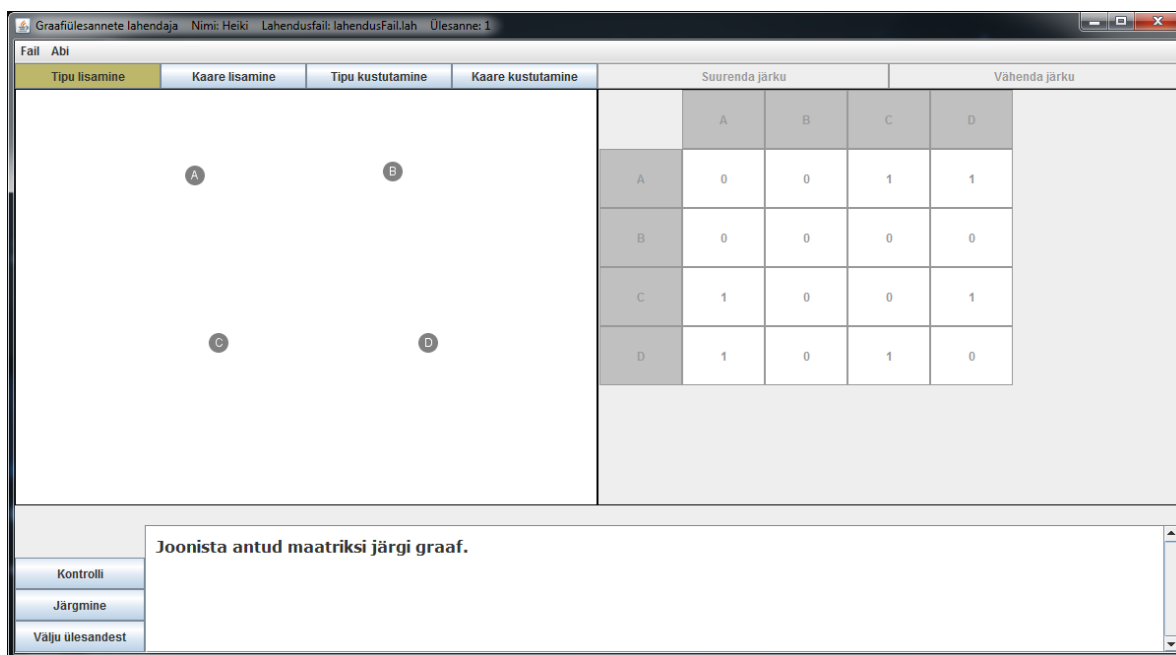 Graafiülesannete lahendaja Nimi: Heiki Lahendusfail: lahendusFail.lah Ülesanne: 1
Fail Abi
Tipu lisamine Kaare lisamine Tipu kustutamine Kaare kustutamine Suurenda järku Vähenda järku
A B
C D
A B C D
A 0 0 1 1
B 0 0 0 0
C 1 0 0 1
D 1 0 1 0
Joonista antud maatriksi järgi graaf.
Kontrolli
Järgmine
Välju ülesandest